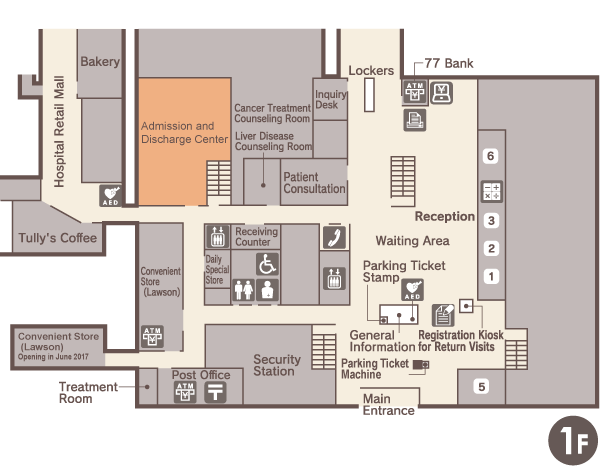 77 Bank
Bakery
Lockers
Hospital Retail Mall
ATM
Inquiry
Desk
Cancer Treatment
Counseling Room
Admission and
Discharge Center
Liver Disease
Counseling Room
6
Patient
Consultation
AED
Reception
3
Tully's Coffee
Receiving
Counter
Waiting Area
2
Daily
Special
Store
Convenient
Store
(Lawson)
Parking Ticket
Stamp
1
AED
ATM
General
Information
Registration Kiosk
for Return Visits
Convenient Store
(Lawson)
Opening in June 2017
Security
Station
Parking Ticket
Machine
Post Office
ATM
Treatment
Room
5
Main
Entrance
1F